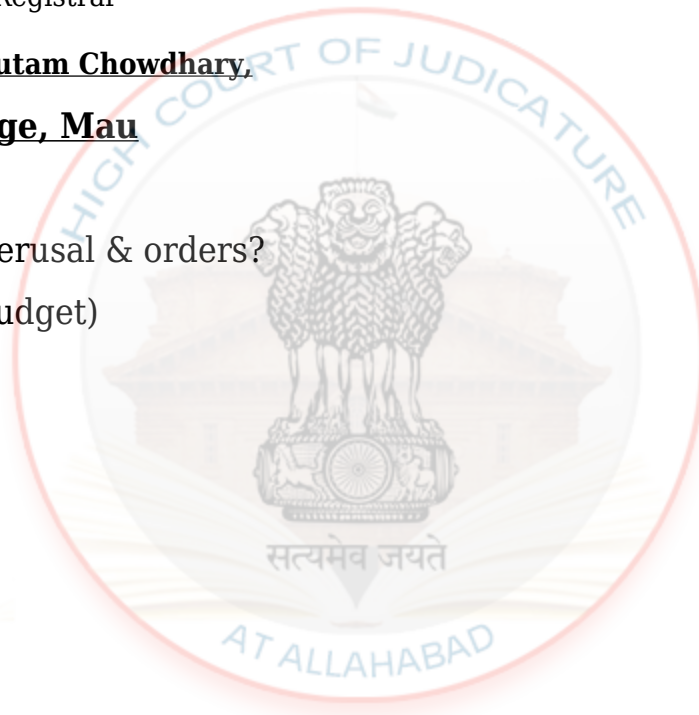 Registrar
utam Chowdhary,
ge, Mau
erusal & orders?
udget)
HIGH COURT OF JUDICATURE
सत्यमेव जयते
AT ALLAHABAD